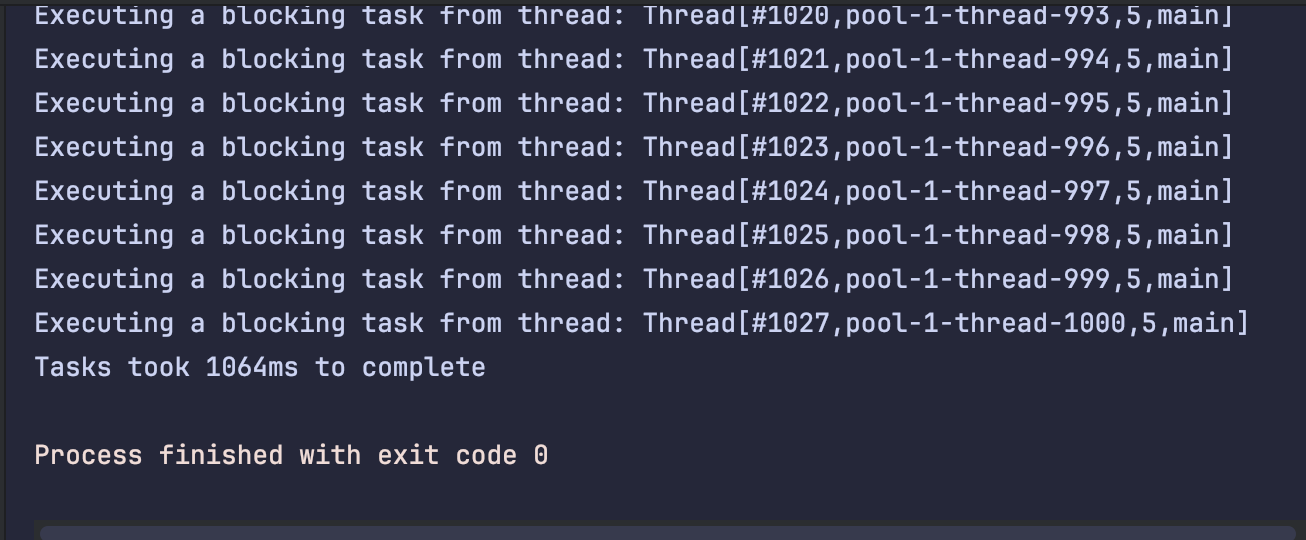 Executing a blocking task from thread: Thread[#1020,pool-1-thread-993,5,main]
Executing a blocking task from thread: Thread[#1021,pool-1-thread-994,5,main]
Executing a blocking task from thread: Thread[#1022,pool-1-thread-995,5,main]
Executing a blocking task from thread: Thread[#1023,pool-1-thread-996,5,main]
Executing a blocking task from thread: Thread[#1024,pool-1-thread-997,5,main]
Executing a blocking task from thread: Thread[#1025,pool-1-thread-998,5,main]
Executing a blocking task from thread: Thread[#1026,pool-1-thread-999,5,main]
Executing a blocking task from thread: Thread[#1027,pool-1-thread-1000,5,main]
Tasks took 1064ms to complete
Process finished with exit code 0